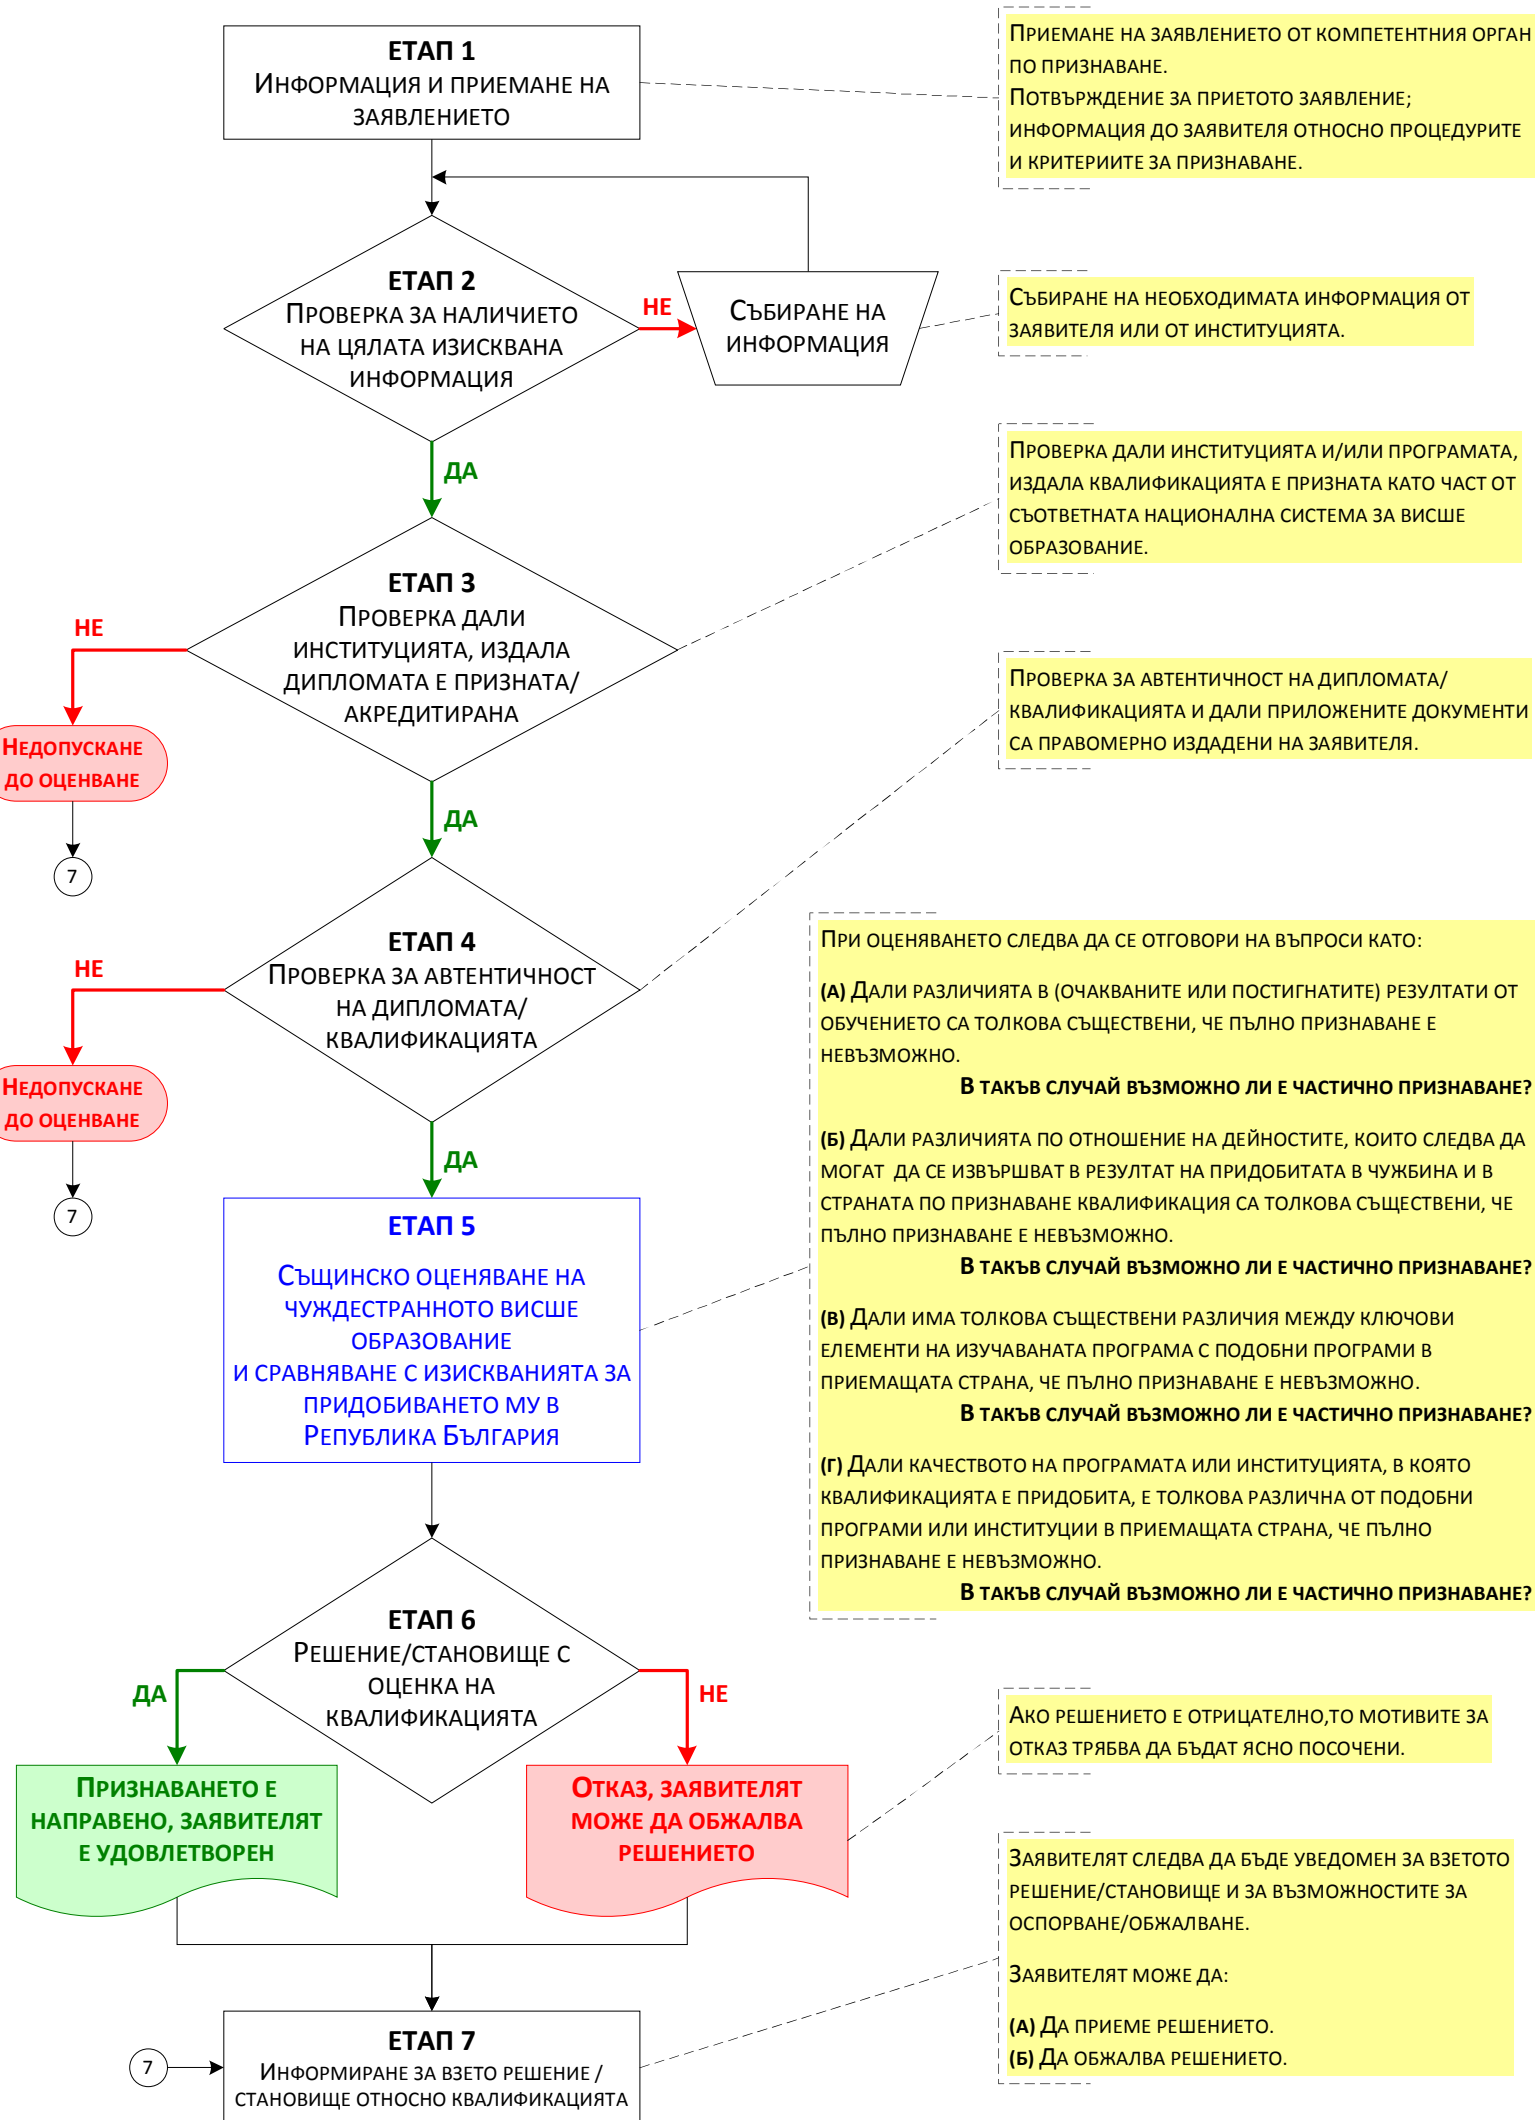 ЕТАП 1
ИНФОРМАЦИЯ И ПРИЕМАНЕ НА
ЗАЯВЛЕНИЕТО
ПРИЕМАНЕ НА ЗАЯВЛЕНИЕТО ОТ КОМПЕТЕНТНИЯ ОРГАН
ПО ПРИЗНАВАНЕ.
ПОТВЪРЖДЕНИЕ ЗА ПРИЕТОТО ЗАЯВЛЕНИЕ;
ИНФОРМАЦИЯ ДО ЗАЯВИТЕЛЯ ОТНОСНО ПРОЦЕДУРИТЕ
И КРИТЕРИИТЕ ЗА ПРИЗНАВАНЕ.
ЕТАП 2
ПРОВЕРКА ЗА НАЛИЧИЕТО
НА ЦЯЛАТА ИЗИСКВАНА
ИНФОРМАЦИЯ
НЕ
СЪБИРАНЕ НА
ИНФОРМАЦИЯ
СЪБИРАНЕ НА НЕОБХОДИМАТА ИНФОРМАЦИЯ ОТ
ЗАЯВИТЕЛЯ ИЛИ ОТ ИНСТИТУЦИЯТА.
ДА
ЕТАП 3
ПРОВЕРКА ДАЛИ
ИНСТИТУЦИЯТА, ИЗДАЛА
ДИПЛОМАТА Е ПРИЗНАТА/
АКРЕДИТИРАНА
ПРОВЕРКА ДАЛИ ИНСТИТУЦИЯТА И/ИЛИ ПРОГРАМАТА,
ИЗДАЛА КВАЛИФИКАЦИЯТА Е ПРИЗНАТА КАТО ЧАСТ ОТ
СЪОТВЕТНАТА НАЦИОНАЛНА СИСТЕМА ЗА ВИСШЕ
ОБРАЗОВАНИЕ.
НЕ
НЕДОПУСКАНЕ
ДО ОЦЕНВАНЕ
7
ДА
ЕТАП 4
ПРОВЕРКА ЗА АВТЕНТИЧНОСТ
НА ДИПЛОМАТА/
КВАЛИФИКАЦИЯТА
ПРОВЕРКА ЗА АВТЕНТИЧНОСТ НА ДИПЛОМАТА/
КВАЛИФИКАЦИЯТА И ДАЛИ ПРИЛОЖЕНИТЕ ДОКУМЕНТИ
СА ПРАВОМЕРНО ИЗДАДЕНИ НА ЗАЯВИТЕЛЯ.
НЕ
НЕДОПУСКАНЕ
ДО ОЦЕНВАНЕ
7
ДА
ЕТАП 5
СЪЩИНСКО ОЦЕНЯВАНЕ НА
ЧУЖДЕСТРАННОТО ВИСШЕ
ОБРАЗОВАНИЕ
И СРАВНЯВАНЕ С ИЗИСКВАНИЯТА ЗА
ПРИДОБИВАНЕТО МУ В
РЕПУБЛИКА БЪЛГАРИЯ
ПРИ ОЦЕНЯВАНЕТО СЛЕДВА ДА СЕ ОТГОВОРИ НА ВЪПРОСИ КАТО:
(А) ДАЛИ РАЗЛИЧИЯТА В (ОЧАКВАНИТЕ ИЛИ ПОСТИГНАТИТЕ) РЕЗУЛТАТИ ОТ
ОБУЧЕНИЕТО СА ТОЛКОВА СЪЩЕСТВЕНИ, ЧЕ ПЪЛНО ПРИЗНАВАНЕ Е
НЕВЪЗМОЖНО.
В ТАКЪВ СЛУЧАЙ ВЪЗМОЖНО ЛИ Е ЧАСТИЧНО ПРИЗНАВАНЕ?
(Б) ДАЛИ РАЗЛИЧИЯТА ПО ОТНОШЕНИЕ НА ДЕЙНОСТИТЕ, КОИТО СЛЕДВА ДА
МОГАТ ДА СЕ ИЗВЪРШВАТ В РЕЗУЛТАТ НА ПРИДОБИТАТА В ЧУЖБИНА И В
СТРАНАТА ПО ПРИЗНАВАНЕ КВАЛИФИКАЦИЯ СА ТОЛКОВА СЪЩЕСТВЕНИ, ЧЕ
ПЪЛНО ПРИЗНАВАНЕ Е НЕВЪЗМОЖНО.
В ТАКЪВ СЛУЧАЙ ВЪЗМОЖНО ЛИ Е ЧАСТИЧНО ПРИЗНАВАНЕ?
(В) ДАЛИ ИМА ТОЛКОВА СЪЩЕСТВЕНИ РАЗЛИЧИЯ МЕЖДУ КЛЮЧОВИ
ЕЛЕМЕНТИ НА ИЗУЧАВАНАТА ПРОГРАМА С ПОДОБНИ ПРОГРАМИ В
ПРИЕМАЩАТА СТРАНА, ЧЕ ПЪЛНО ПРИЗНАВАНЕ Е НЕВЪЗМОЖНО.
В ТАКЪВ СЛУЧАЙ ВЪЗМОЖНО ЛИ Е ЧАСТИЧНО ПРИЗНАВАНЕ?
(Г) ДАЛИ КАЧЕСТВОТО НА ПРОГРАМАТА ИЛИ ИНСТИТУЦИЯТА, В КОЯТО
КВАЛИФИКАЦИЯТА Е ПРИДОБИТА, Е ТОЛКОВА РАЗЛИЧНА ОТ ПОДОБНИ
ПРОГРАМИ ИЛИ ИНСТИТУЦИИ В ПРИЕМАЩАТА СТРАНА, ЧЕ ПЪЛНО
ПРИЗНАВАНЕ Е НЕВЪЗМОЖНО.
В ТАКЪВ СЛУЧАЙ ВЪЗМОЖНО ЛИ Е ЧАСТИЧНО ПРИЗНАВАНЕ?
ЕТАП 6
РЕШЕНИЕ/СТАНОВИЩЕ С
ОЦЕНКА НА
КВАЛИФИКАЦИЯТА
ДА
НЕ
ПРИЗНАВАНЕТО Е
НАПРАВЕНО, ЗАЯВИТЕЛЯТ
Е УДОВЛЕТВОРЕН
ОТКАЗ, ЗАЯВИТЕЛЯТ
МОЖЕ ДА ОБЖАЛВА
РЕШЕНИЕТО
АКО РЕШЕНИЕТО Е ОТРИЦАТЕЛНО,ТО МОТИВИТЕ ЗА
ОТКАЗ ТРЯБВА ДА БЪДАТ ЯСНО ПОСОЧЕНИ.
ЗАЯВИТЕЛЯТ СЛЕДВА ДА БЪДЕ УВЕДОМЕН ЗА ВЗЕТОТО
РЕШЕНИЕ/СТАНОВИЩЕ И ЗА ВЪЗМОЖНОСТИТЕ ЗА
ОСПОРВАНЕ/ОБЖАЛВАНЕ.
ЗАЯВИТЕЛЯТ МОЖЕ ДА:
(А) ДА ПРИЕМЕ РЕШЕНИЕТО.
(Б) ДА ОБЖАЛВА РЕШЕНИЕТО.
7
ЕТАП 7
ИНФОРМИРАНЕ ЗА ВЗЕТО РЕШЕНИЕ /
СТАНОВИЩЕ ОТНОСНО КВАЛИФИКАЦИЯТА